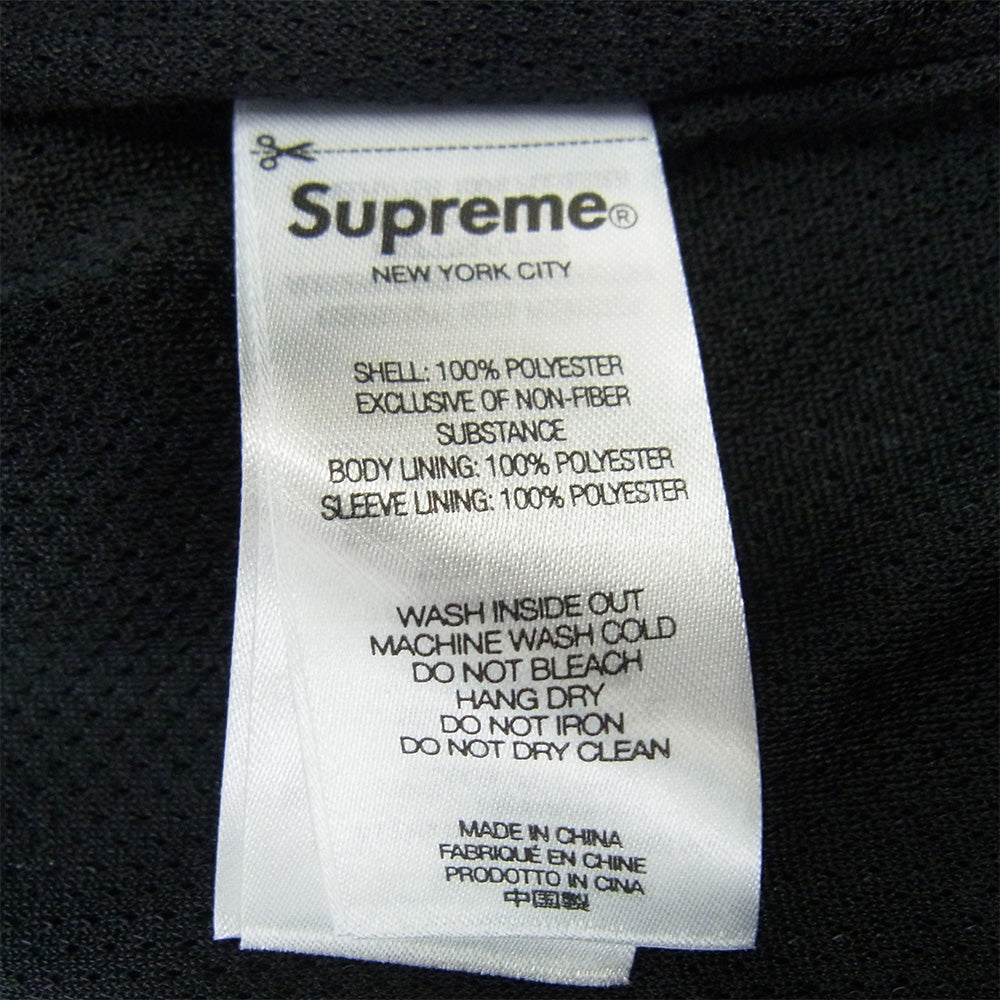 Supreme®
NEW YORK CITY
SHELL: 100% POLYESTER
EXCLUSIVE OF NON-FIBER
SUBSTANCE
BODY LINING: 100% POLYESTER
SLEEVE LINING: 100% POLYESTER
WASH INSIDE OUT
MACHINE WASH COLD
DO NOT BLEACH
HANG DRY
DO NOT IRON
DO NOT DRY CLEAN
MADE IN CHINA
FABRIQUÉ EN CHINE
PRODOTTO IN CINA
中国製